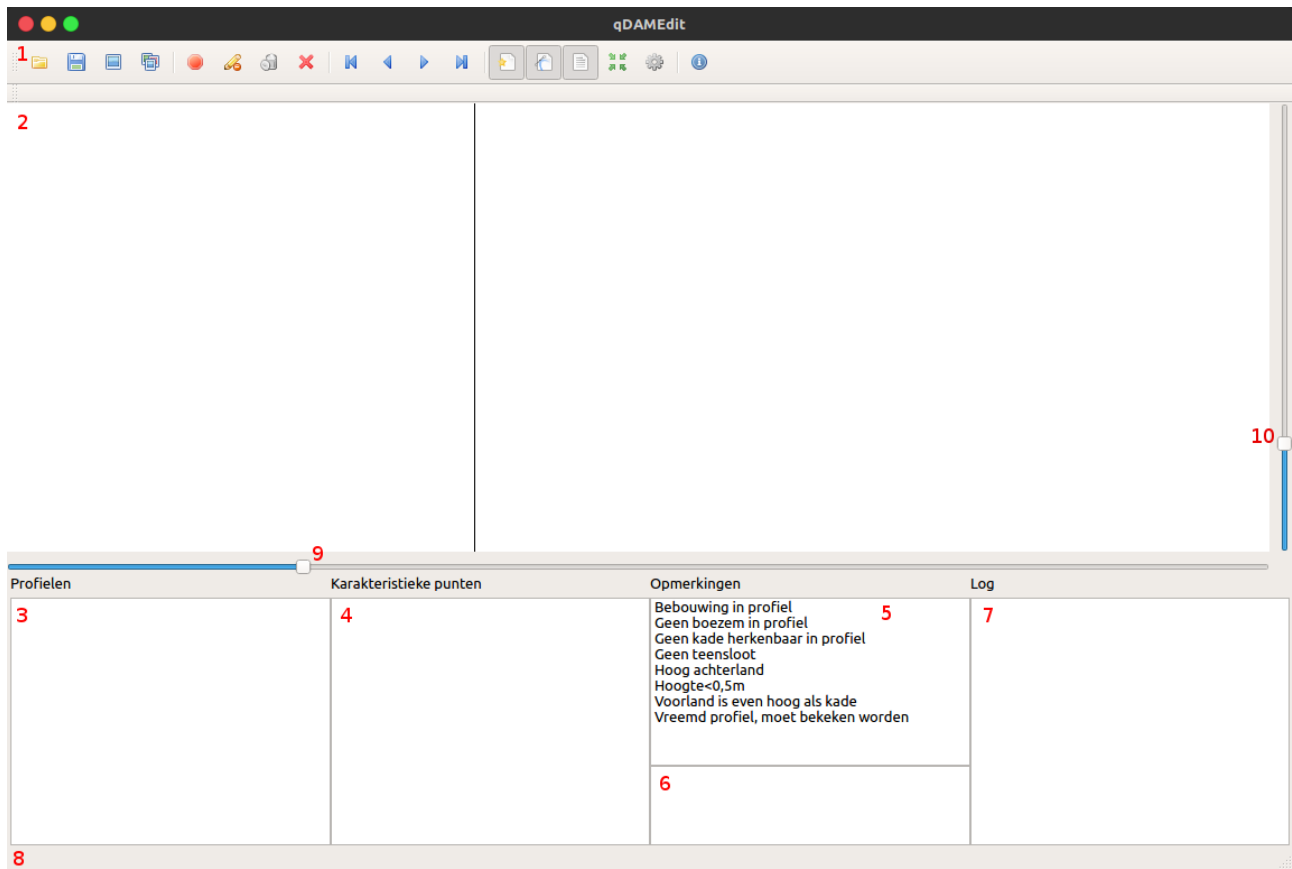 qDAMEdit
1
2
10
9
Profielen
Karakteristieke punten
Opmerkingen
Log
3
4
Bebouwing in profiel
Geen boezem in profiel
Geen kade herkenbaar in profiel
Geen teensloot
Hoog achterland
Hoogte<0,5m
Voorland is even hoog als kade
Vreemd profiel, moet bekeken worden
5
7
6
8